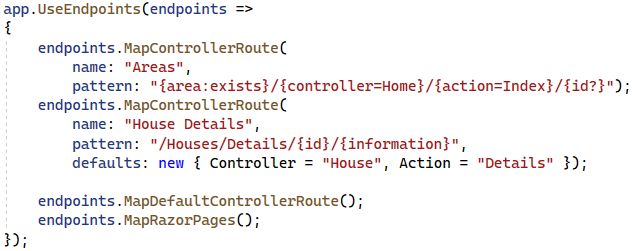 app.UseEndpoints(endpoints =>
{
    endpoints.MapControllerRoute(
        name: "Areas",
        pattern: "{area:exists}/{controller=Home}/{action=Index}/{id?}");
    endpoints.MapControllerRoute(
        name: "House Details",
        pattern: "/Houses/Details/{id}/{information}",
        defaults: new { Controller = "House", Action = "Details" });

    endpoints.MapDefaultControllerRoute();
    endpoints.MapRazorPages();
});